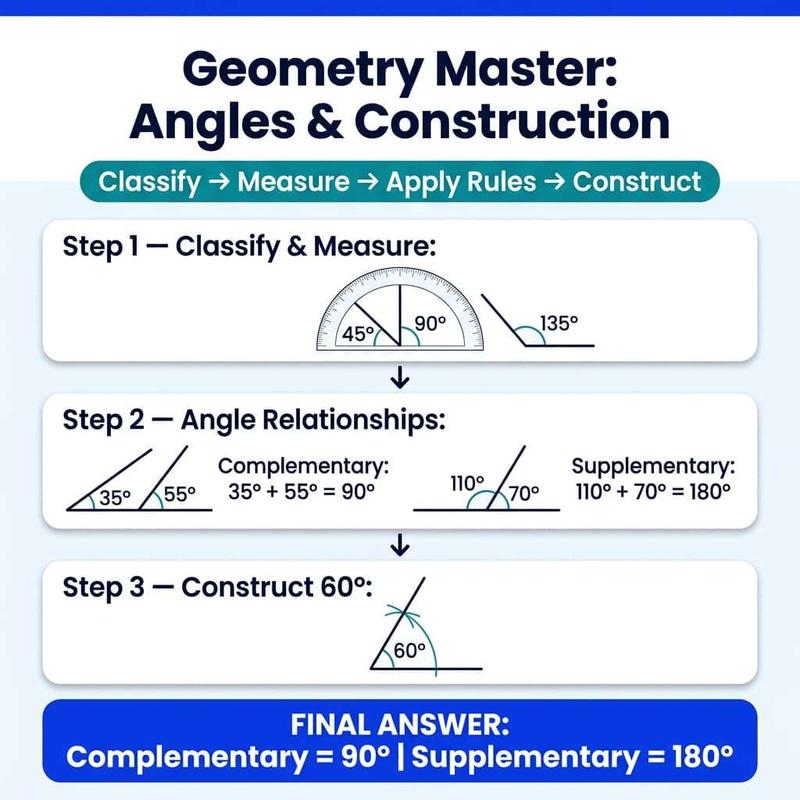 Geometry Master:
Angles & Construction
Classify → Measure → Apply Rules → Construct
Step 1 — Classify & Measure:
45°
90°
135°
Step 2 — Angle Relationships:
35°
55°
Complementary:
35° + 55° = 90°
110°
70°
Supplementary:
110° + 70° = 180°
Step 3 — Construct 60°:
60°
FINAL ANSWER:
Complementary = 90° | Supplementary = 180°